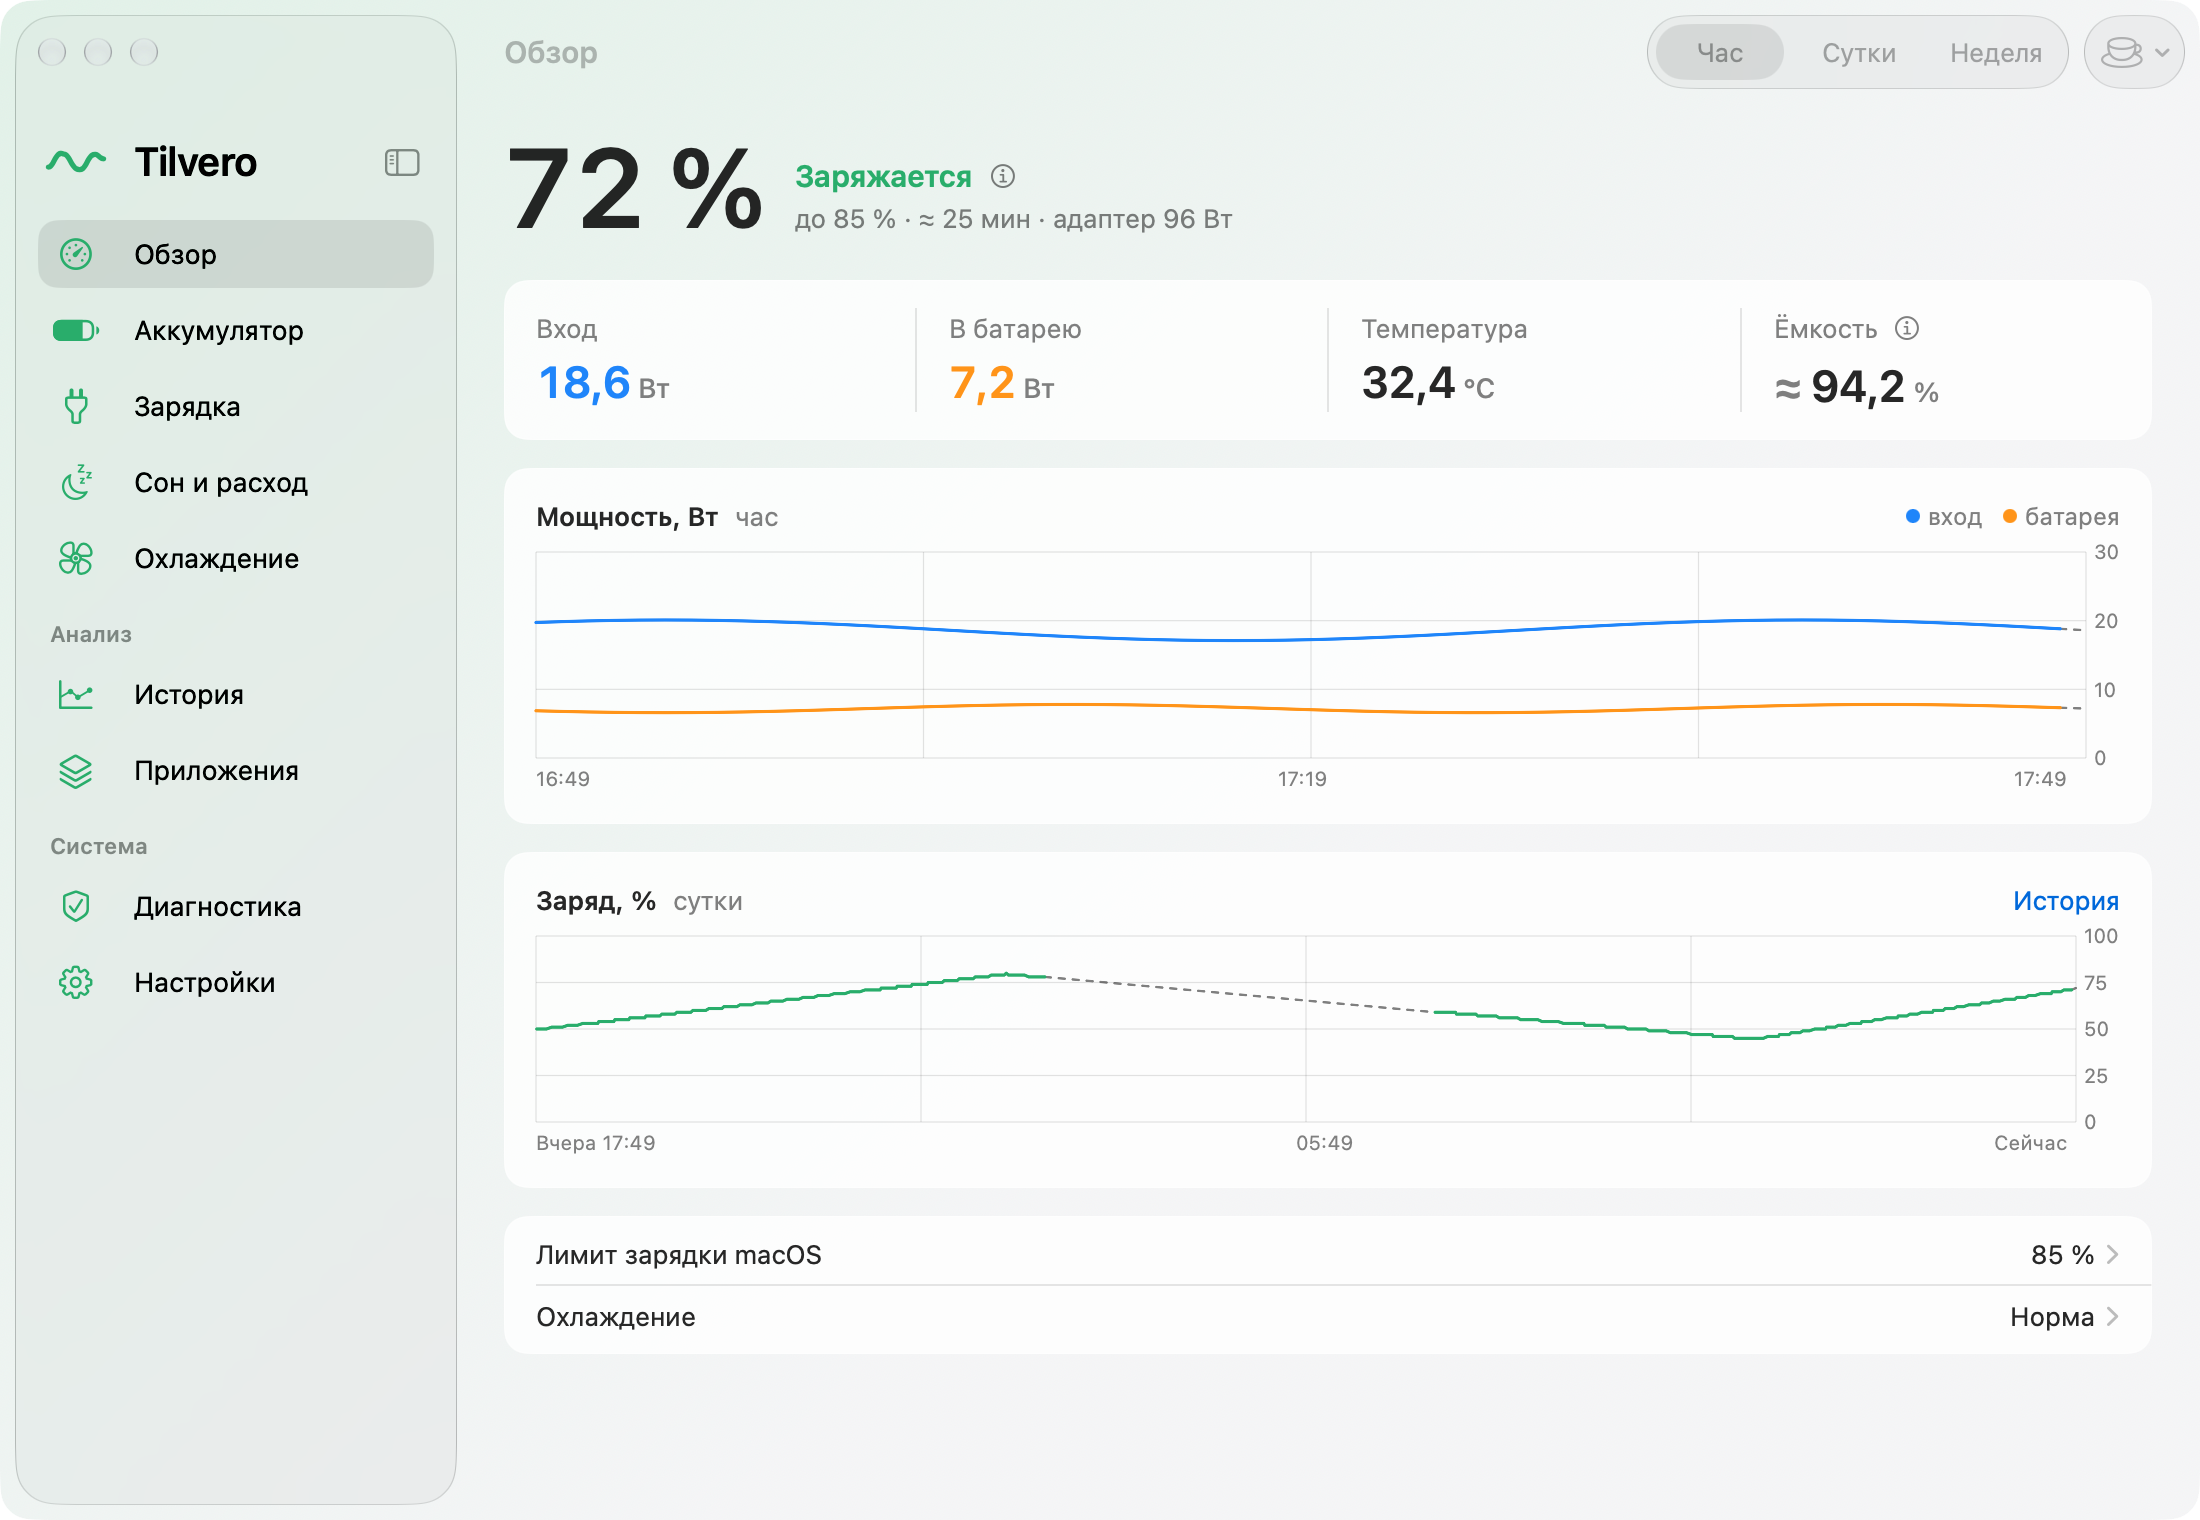 Обзор
Час
Сутки
Неделя
Tilvero
Обзор
Аккумулятор
Зарядка
Сон и расход
Охлаждение
Анализ
История
Приложения
Система
Диагностика
Настройки
72 %
Заряжается
до 85 % · ≈ 25 мин · адаптер 96 Вт
Вход
18,6 Вт
В батарею
7,2 Вт
Температура
32,4 °C
Ёмкость
≈ 94,2 %
Мощность, Вт час
вход
батарея
30
20
10
0
16:49
17:19
17:49
Заряд, % сутки
История
100
75
50
25
0
Вчера 17:49
05:49
Сейчас
Лимит зарядки macOS
85 %
Охлаждение
Норма